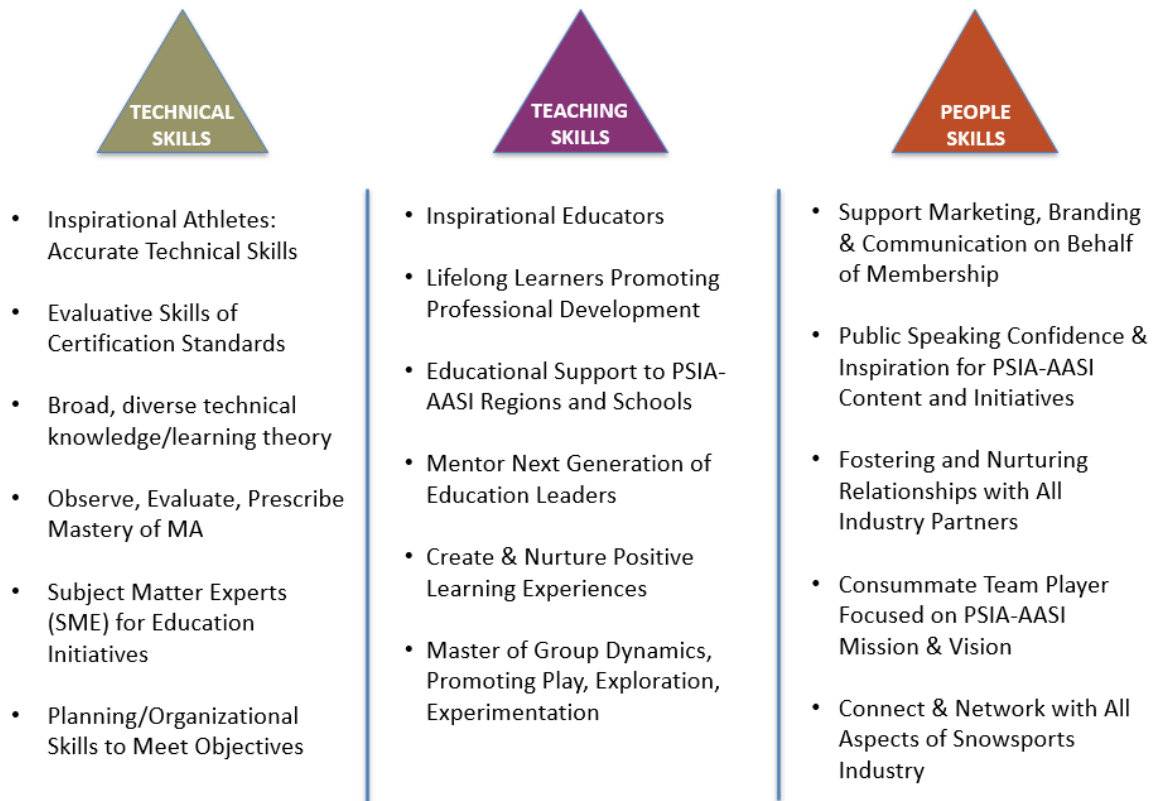 TECHNICAL
SKILLS
TEACHING
SKILLS
PEOPLE
SKILLS
• Inspirational Athletes:
Accurate Technical Skills
• Evaluative Skills of
Certification Standards
• Broad, diverse technical
knowledge/learning theory
• Observe, Evaluate, Prescribe
Mastery of MA
• Subject Matter Experts
(SME) for Education
Initiatives
• Planning/Organizational
Skills to Meet Objectives
• Inspirational Educators
• Lifelong Learners Promoting
Professional Development
• Educational Support to PSIA-
AASI Regions and Schools
• Mentor Next Generation of
Education Leaders
• Create & Nurture Positive
Learning Experiences
• Master of Group Dynamics,
Promoting Play, Exploration,
Experimentation
• Support Marketing, Branding
& Communication on Behalf
of Membership
• Public Speaking Confidence &
Inspiration for PSIA-AASI
Content and Initiatives
• Fostering and Nurturing
Relationships with All
Industry Partners
• Consummate Team Player
Focused on PSIA-AASI
Mission & Vision
• Connect & Network with All
Aspects of Snowsports
Industry